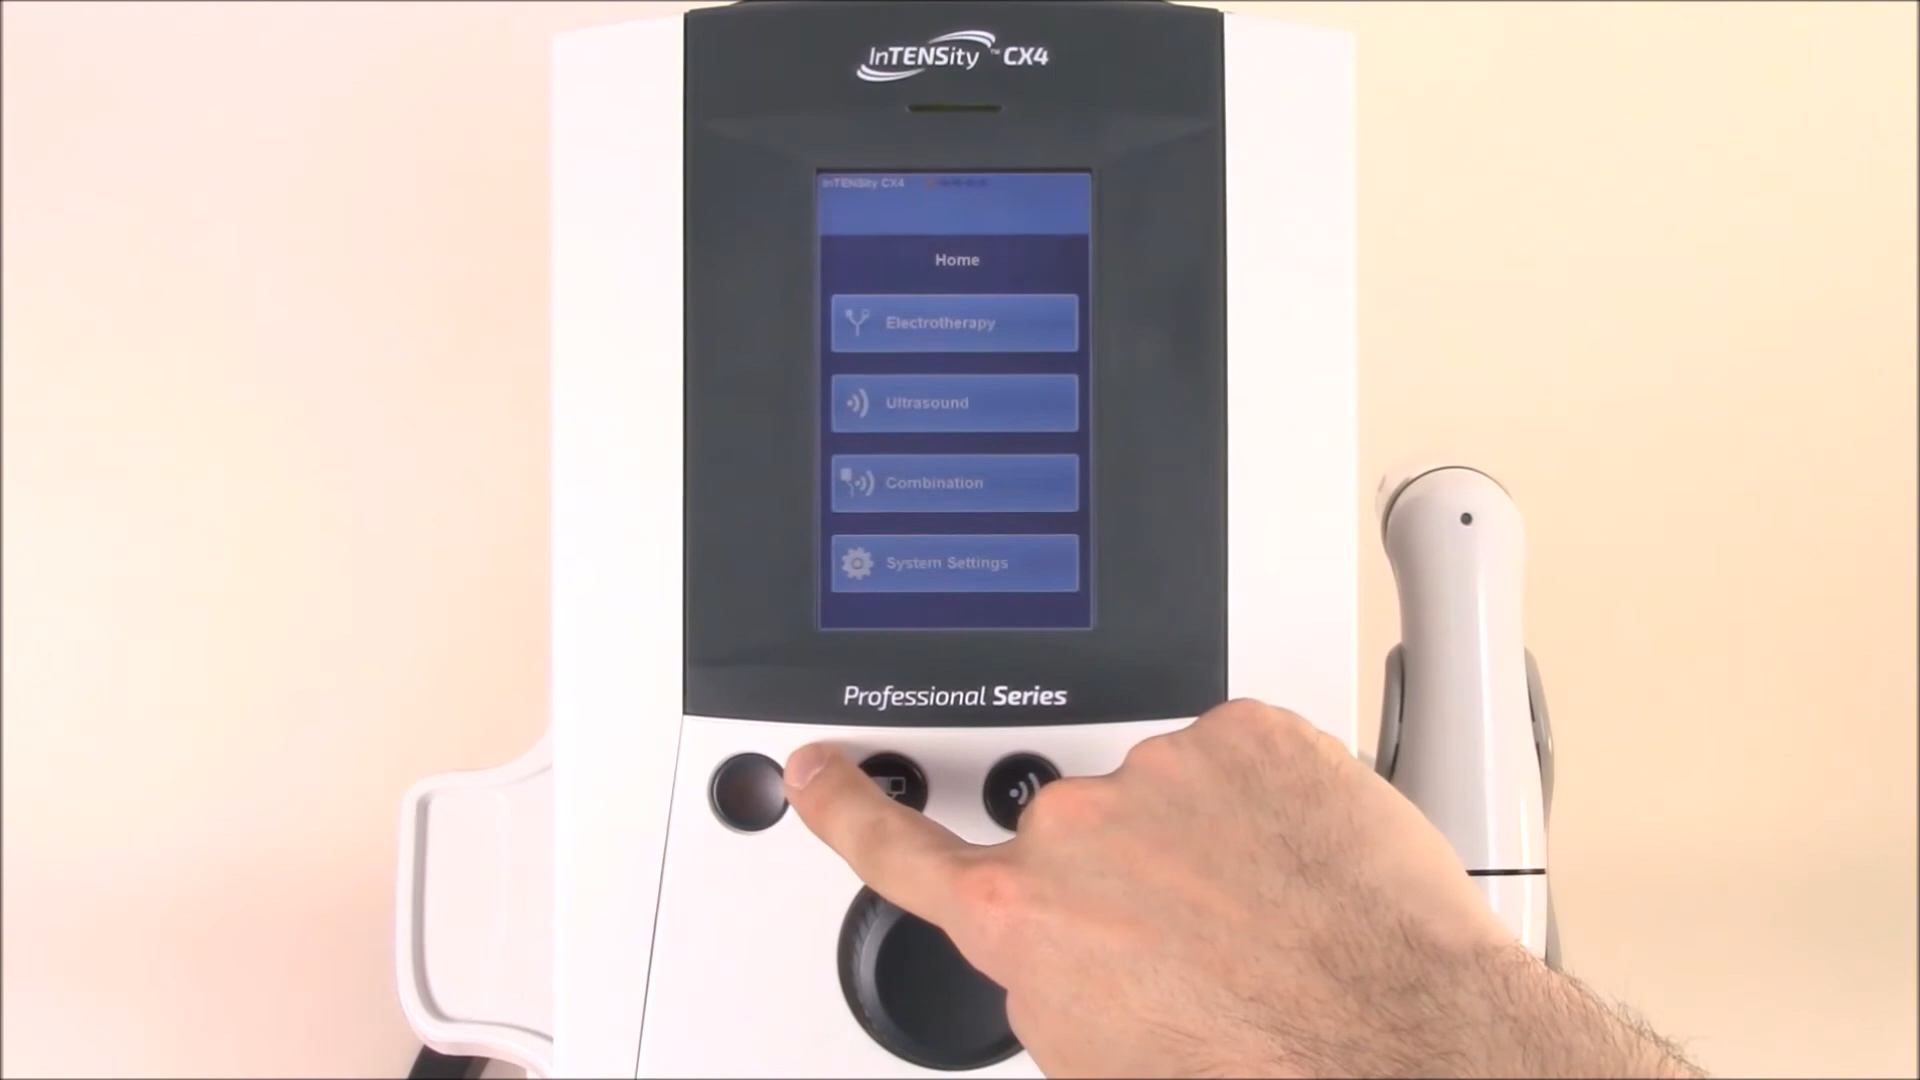 InTENSity™ CX4
InTENSity CX4
Home
Electrotherapy
Ultrasound
Combination
System Settings
Professional Series